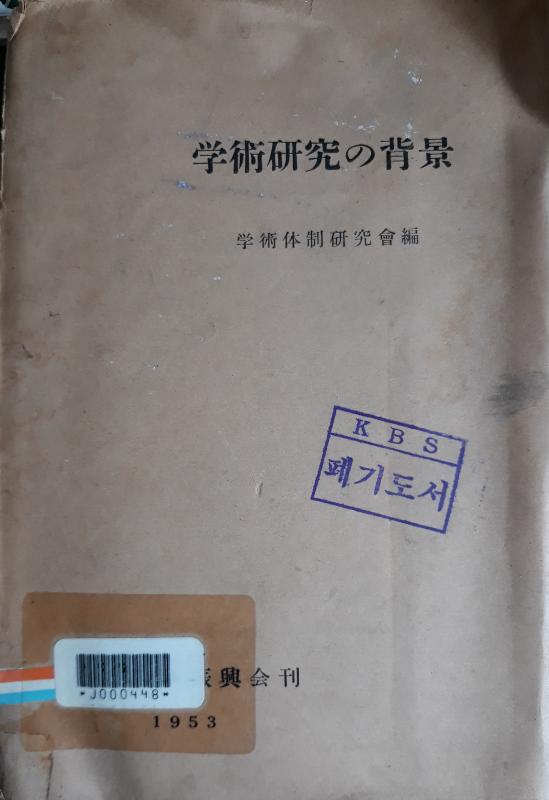 学術研究の背景
学術体制研究會編
KBS
폐기도서
振興会刊
*J000448*
1953